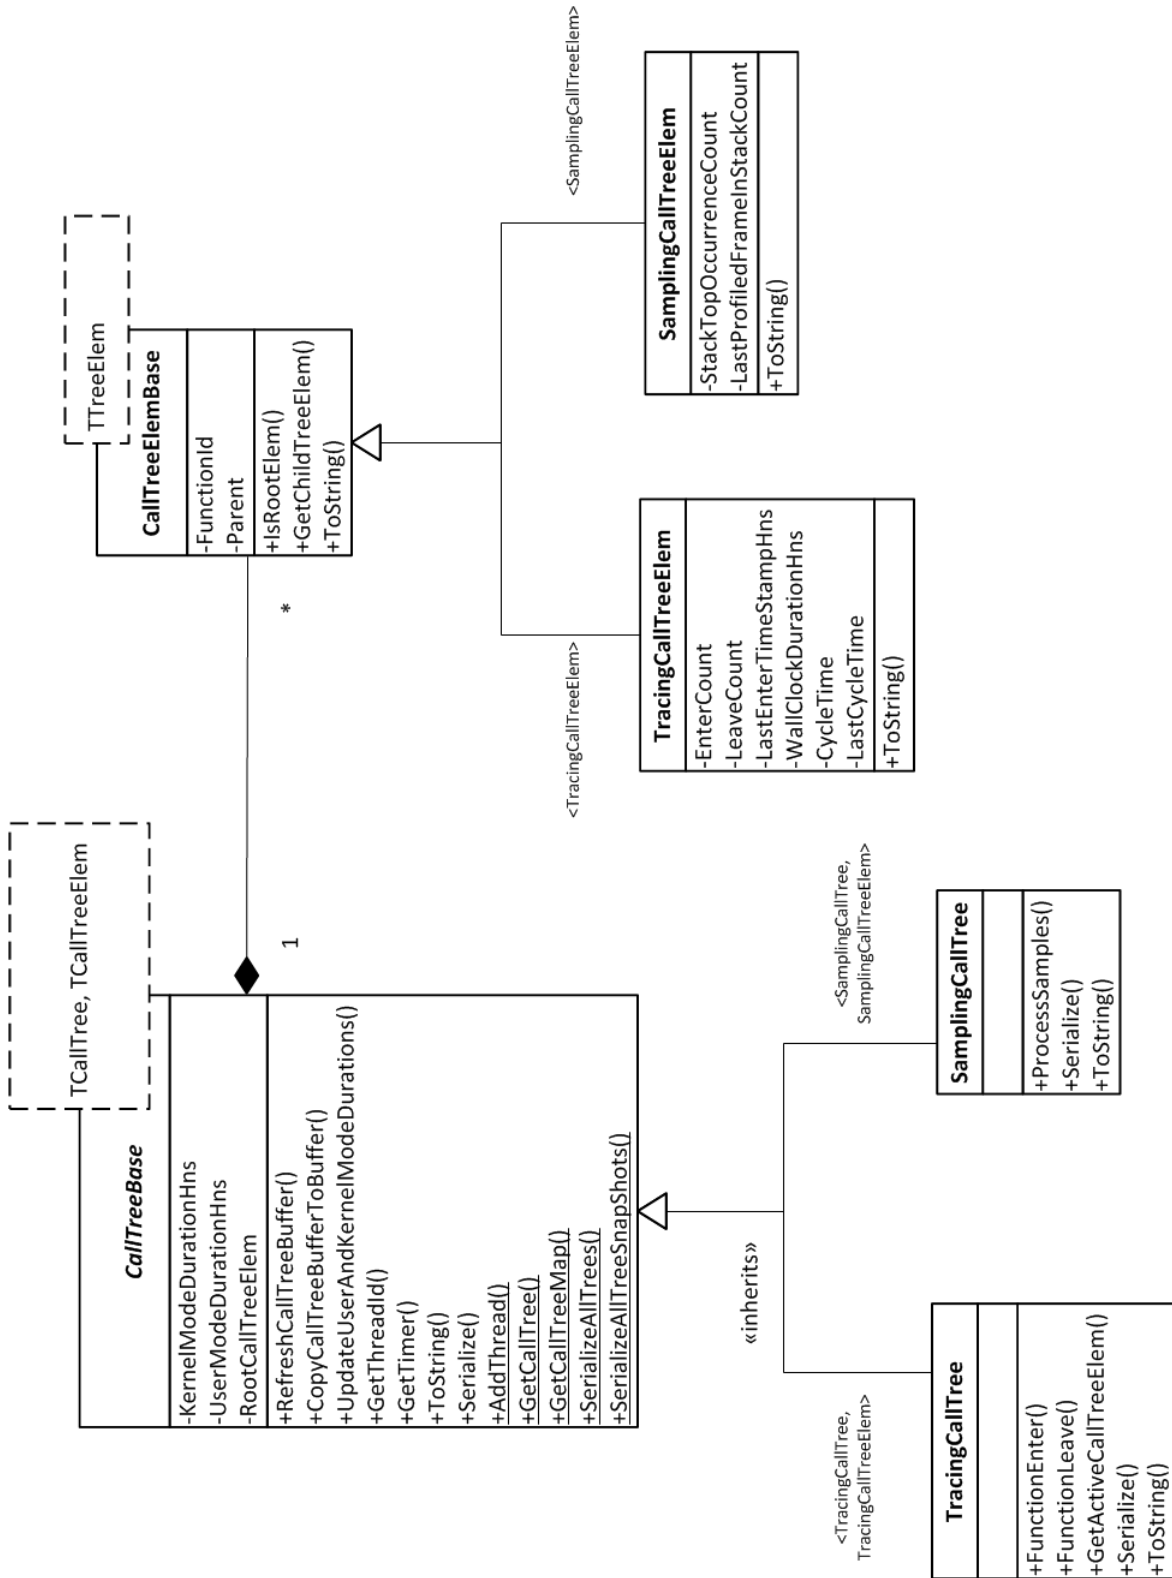 TCallTree, TCallTreeElem
CallTreeBase
-KernelModeDurationHns
-UserModeDurationHns
-RootCallTreeElem
+RefreshCallTreeBuffer()
+CopyCallTreeBufferToBuffer()
+UpdateUserAndKernelModeDurations()
+GetThreadId()
+GetTimer()
+ToString()
+Serialize()
+AddThread()
+GetCallTree()
+GetCallTreeMap()
+SerializeAllTrees()
+SerializeAllTreeSnapShots()
1
*
TTreeElem
CallTreeElemBase
-FunctionId
-Parent
+IsRootElem()
+GetChildTreeElem()
+ToString()
<TracingCallTreeElem>
<SamplingCallTreeElem>
TracingCallTreeElem
-EnterCount
-LeaveCount
-LastEnterTimeStampHns
-WallClockDurationHns
-CycleTime
-LastCycleTime
+ToString()
SamplingCallTreeElem
-StackTopOccurrenceCount
-LastProfiledFrameInStackCount
+ToString()
«inherits»
<TracingCallTree,
TracingCallTreeElem>
<SamplingCallTree,
SamplingCallTreeElem>
TracingCallTree
+FunctionEnter()
+FunctionLeave()
+GetActiveCallTreeElem()
+Serialize()
+ToString()
SamplingCallTree
+ProcessSamples()
+Serialize()
+ToString()